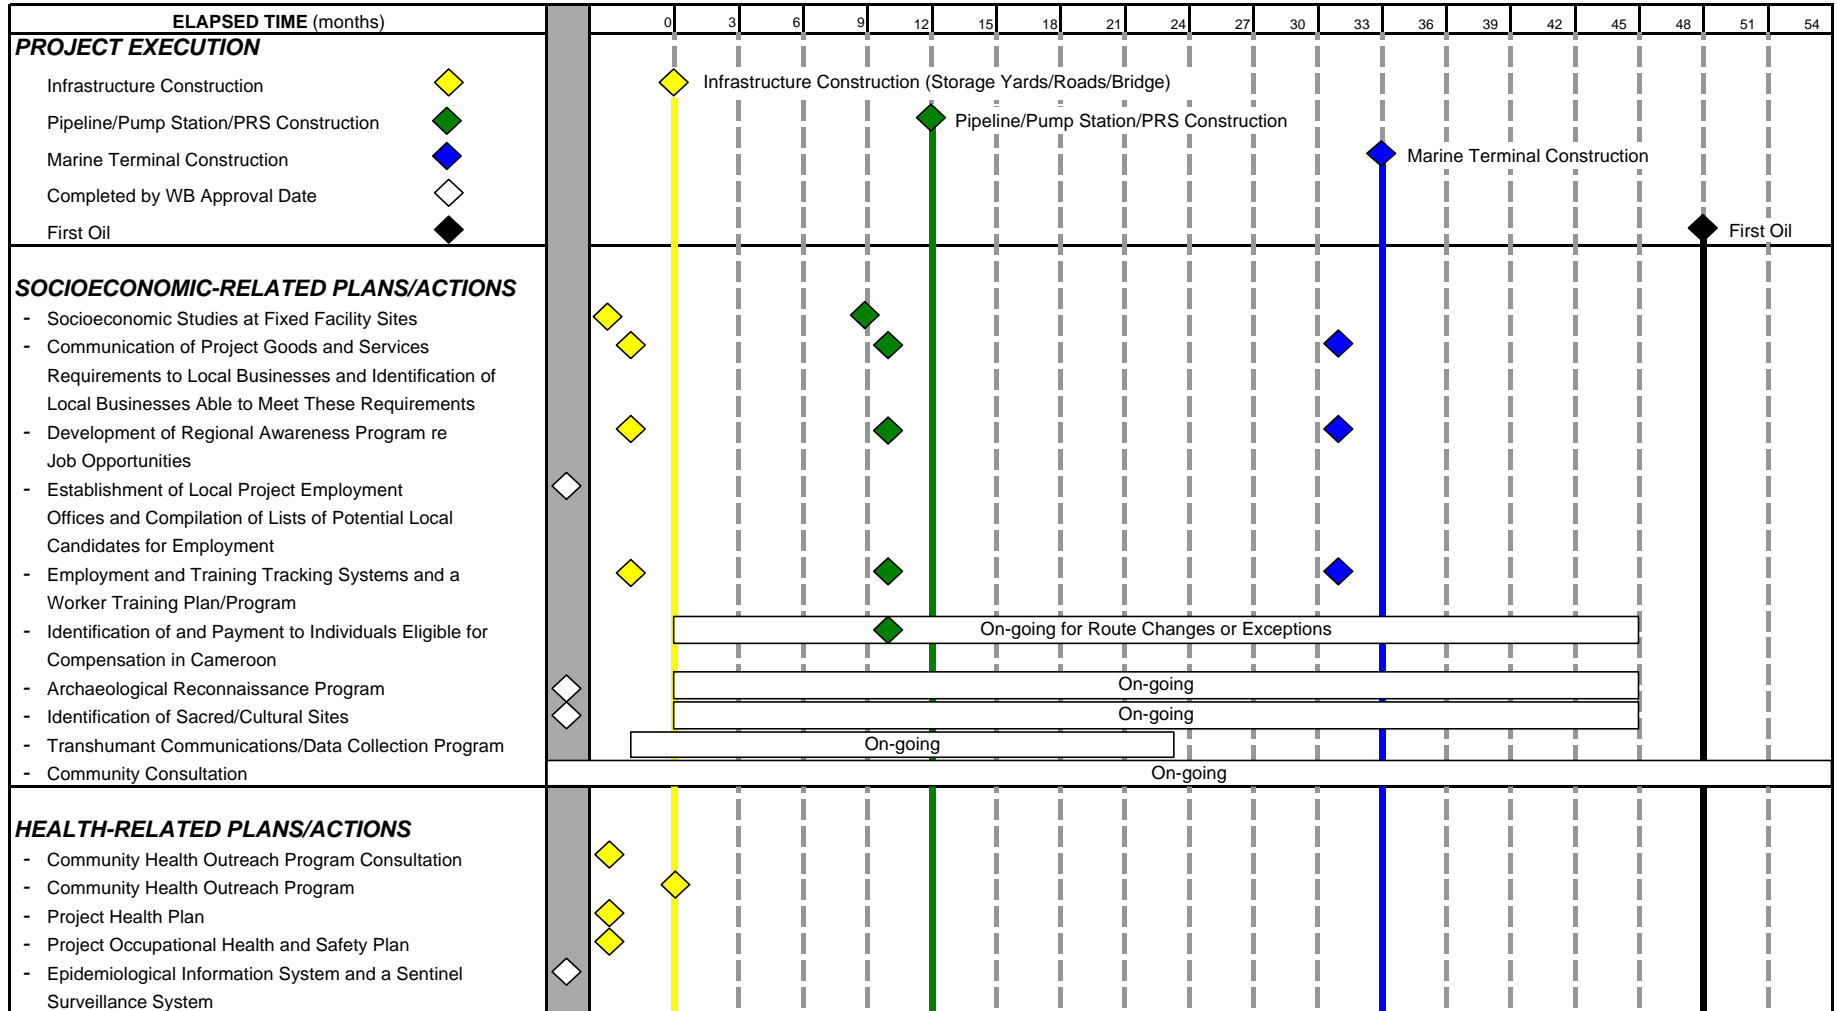 ELAPSED TIME (months)
0 3 6 9 12 15 18 21 24 27 30 33 36 39 42 45 48 51 54
PROJECT EXECUTION
Infrastructure Construction
Infrastructure Construction (Storage Yards/Roads/Bridge)
Pipeline/Pump Station/PRS Construction
Pipeline/Pump Station/PRS Construction
Marine Terminal Construction
Marine Terminal Construction
Completed by WB Approval Date
First Oil
First Oil
SOCIOECONOMIC-RELATED PLANS/ACTIONS
- Socioeconomic Studies at Fixed Facility Sites
- Communication of Project Goods and Services
Requirements to Local Businesses and Identification of
Local Businesses Able to Meet These Requirements
- Development of Regional Awareness Program re
Job Opportunities
- Establishment of Local Project Employment
Offices and Compilation of Lists of Potential Local
Candidates for Employment
- Employment and Training Tracking Systems and a
Worker Training Plan/Program
- Identification of and Payment to Individuals Eligible for
Compensation in Cameroon
On-going for Route Changes or Exceptions
- Archaeological Reconnaissance Program
On-going
- Identification of Sacred/Cultural Sites
On-going
- Transhumant Communications/Data Collection Program
On-going
- Community Consultation
On-going
HEALTH-RELATED PLANS/ACTIONS
- Community Health Outreach Program Consultation
- Community Health Outreach Program
- Project Health Plan
- Project Occupational Health and Safety Plan
- Epidemiological Information System and a Sentinel
Surveillance System